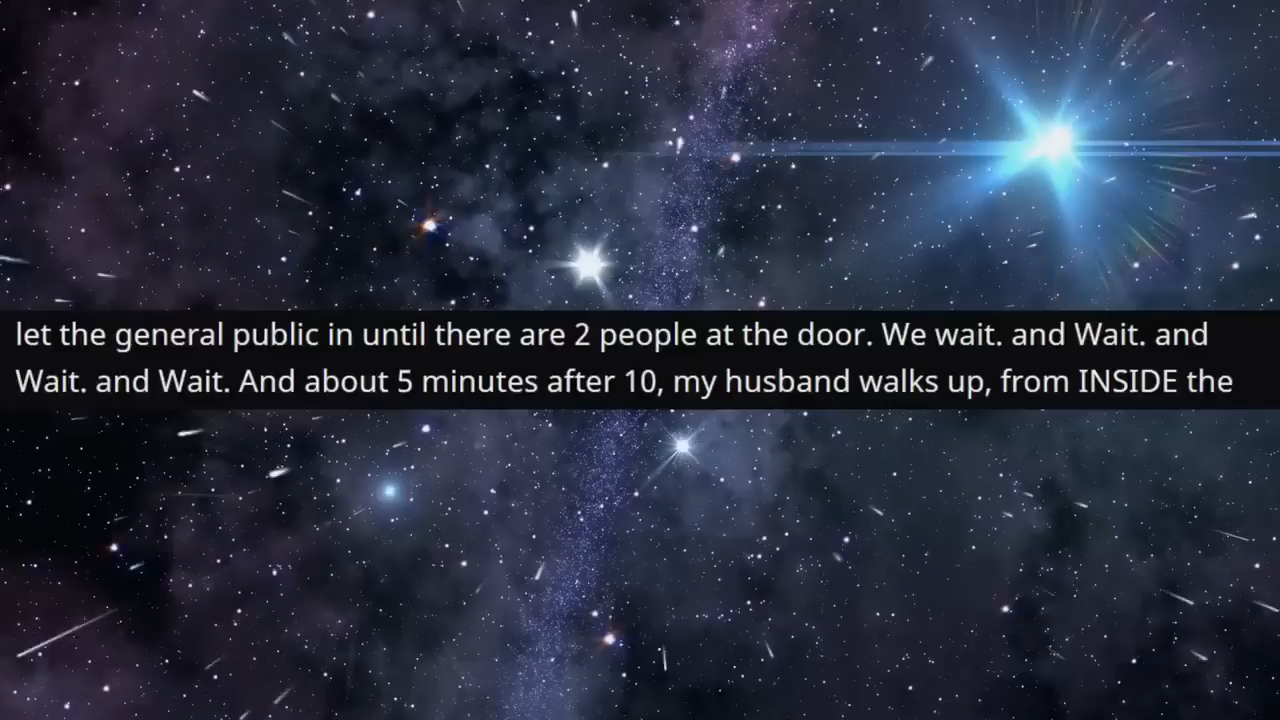 let the general public in until there are 2 people at the door. We wait. and Wait. and
Wait. and Wait. And about 5 minutes after 10, my husband walks up, from INSIDE the